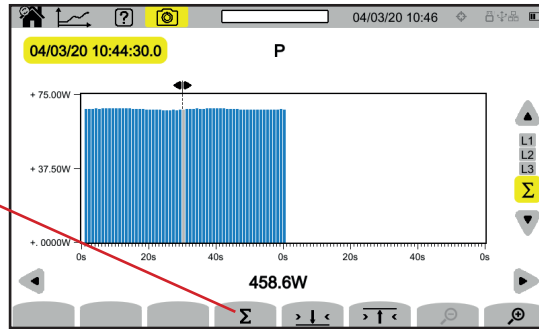 ? 04/03/20 10:46
04/03/20 10:44:30.0 P
+ 75.00W
+ 37.50W
+. 0000W
0s 20s 40s 0s 20s 40s 0s
L1
L2
L3
Σ
458.6W
Σ